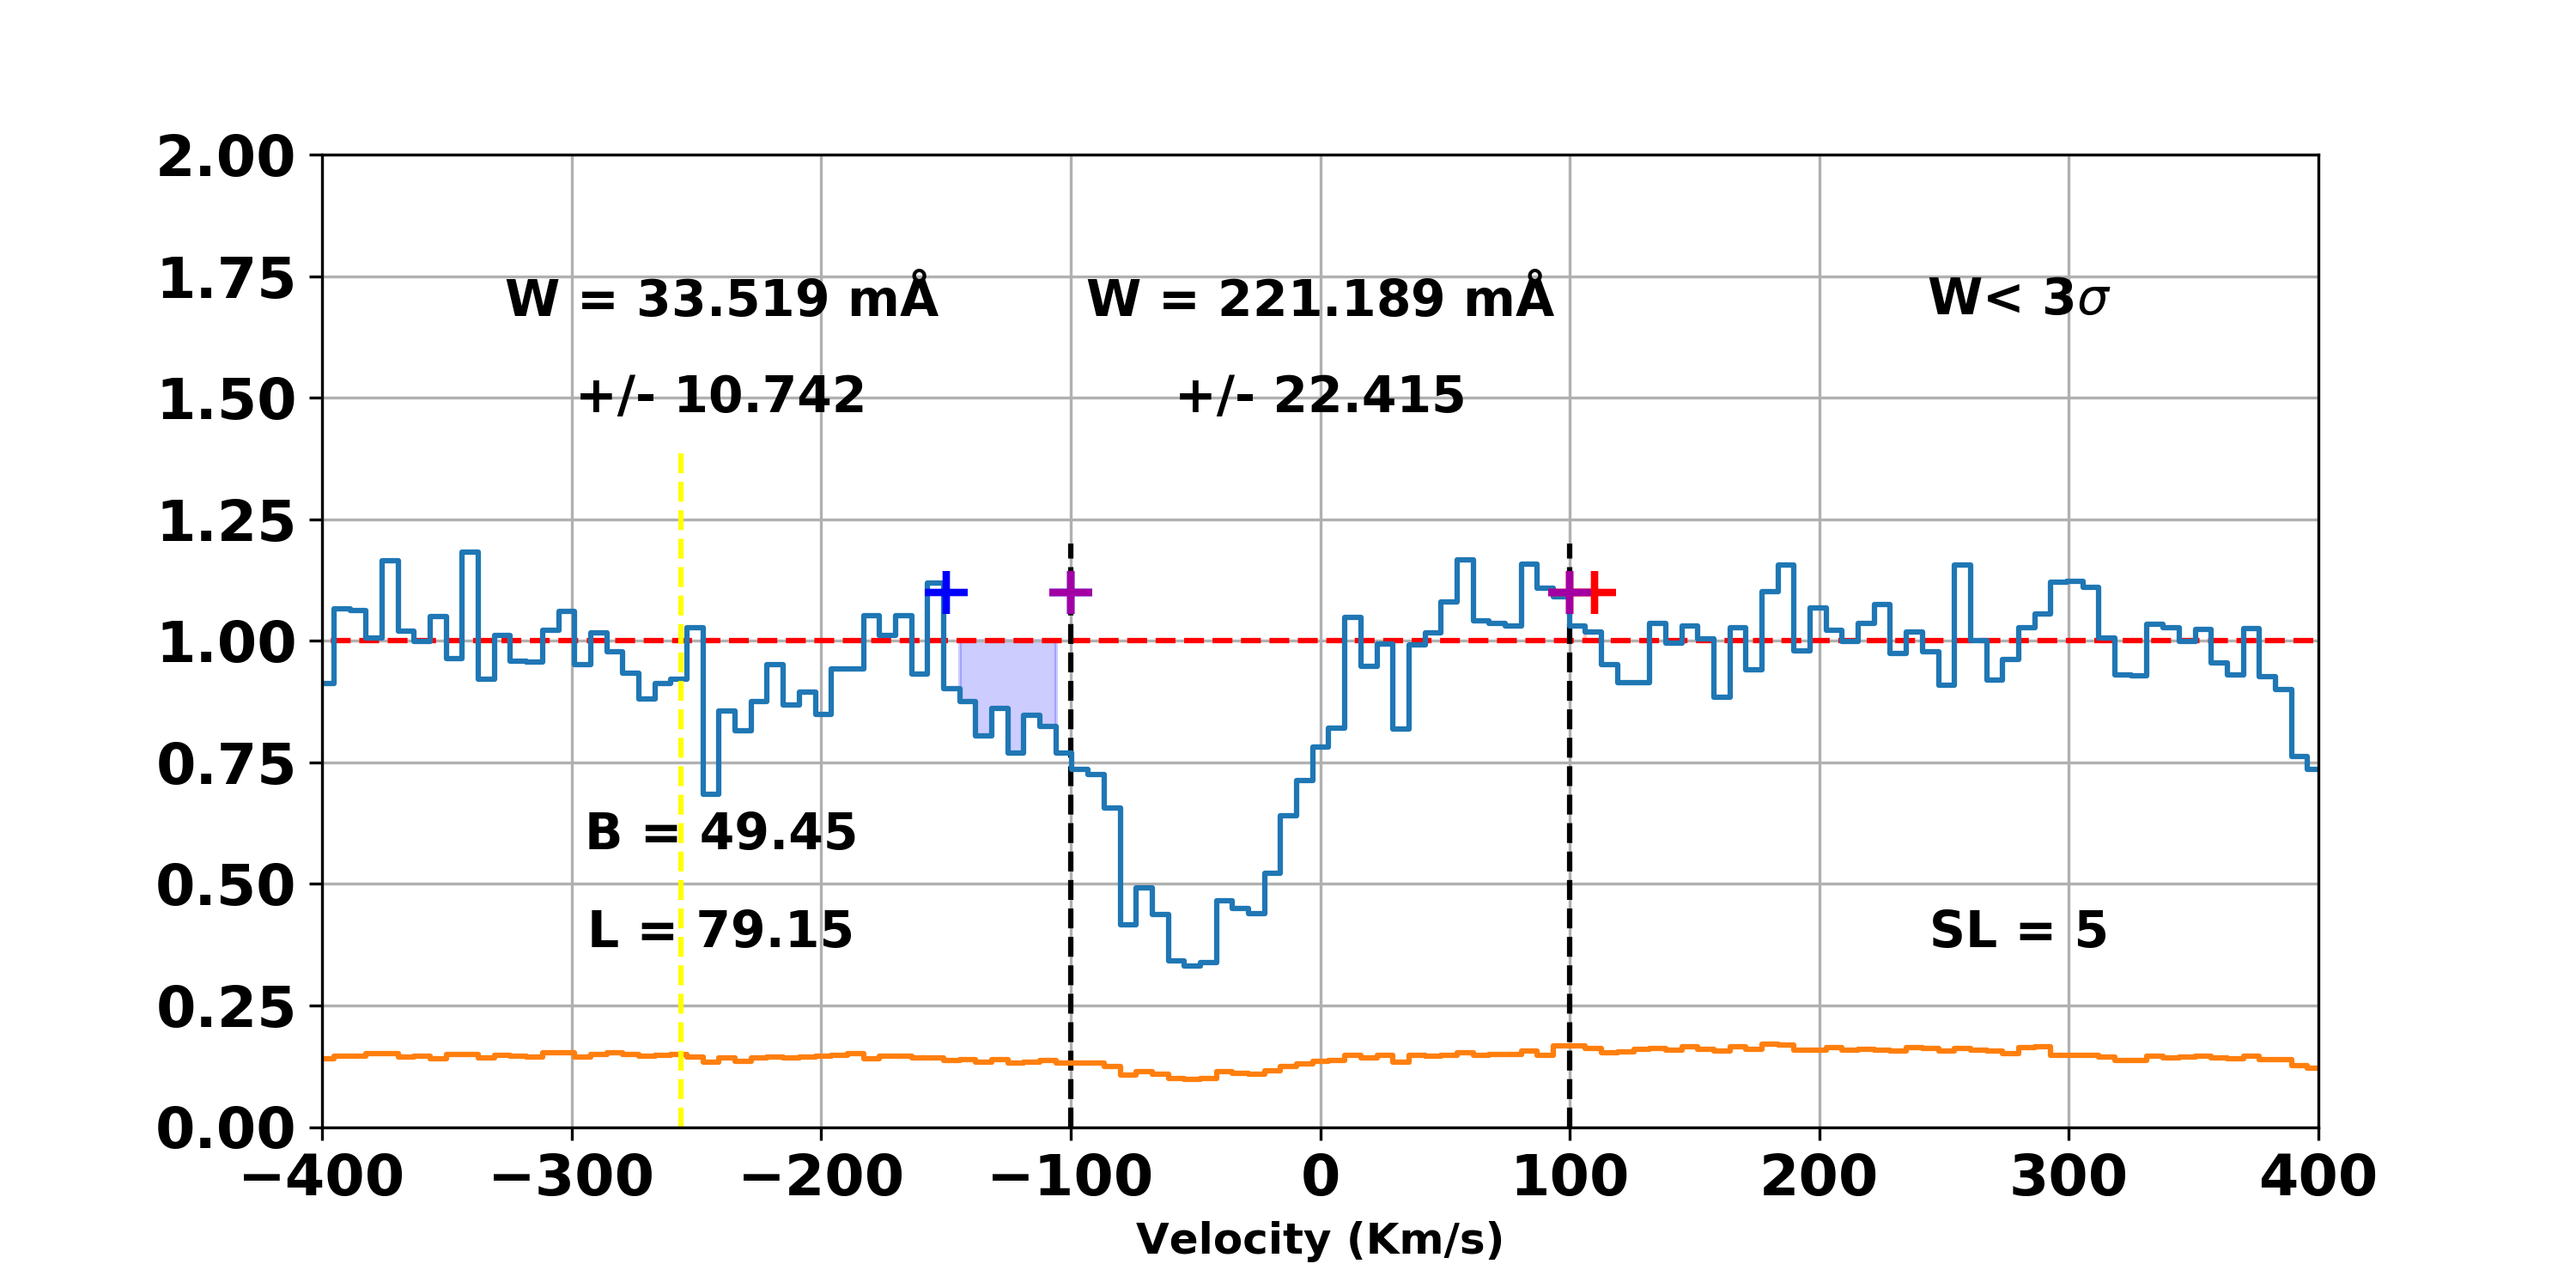 2.00
1.75
1.50
1.25
1.00
0.75
0.50
0.25
0.00
W = 33.519 mÅ
+/- 10.742
W = 221.189 mÅ
+/- 22.415
W< 3σ
B = 49.45
L = 79.15
SL = 5
−400 −300 −200 −100 0 100 200 300 400
Velocity (Km/s)